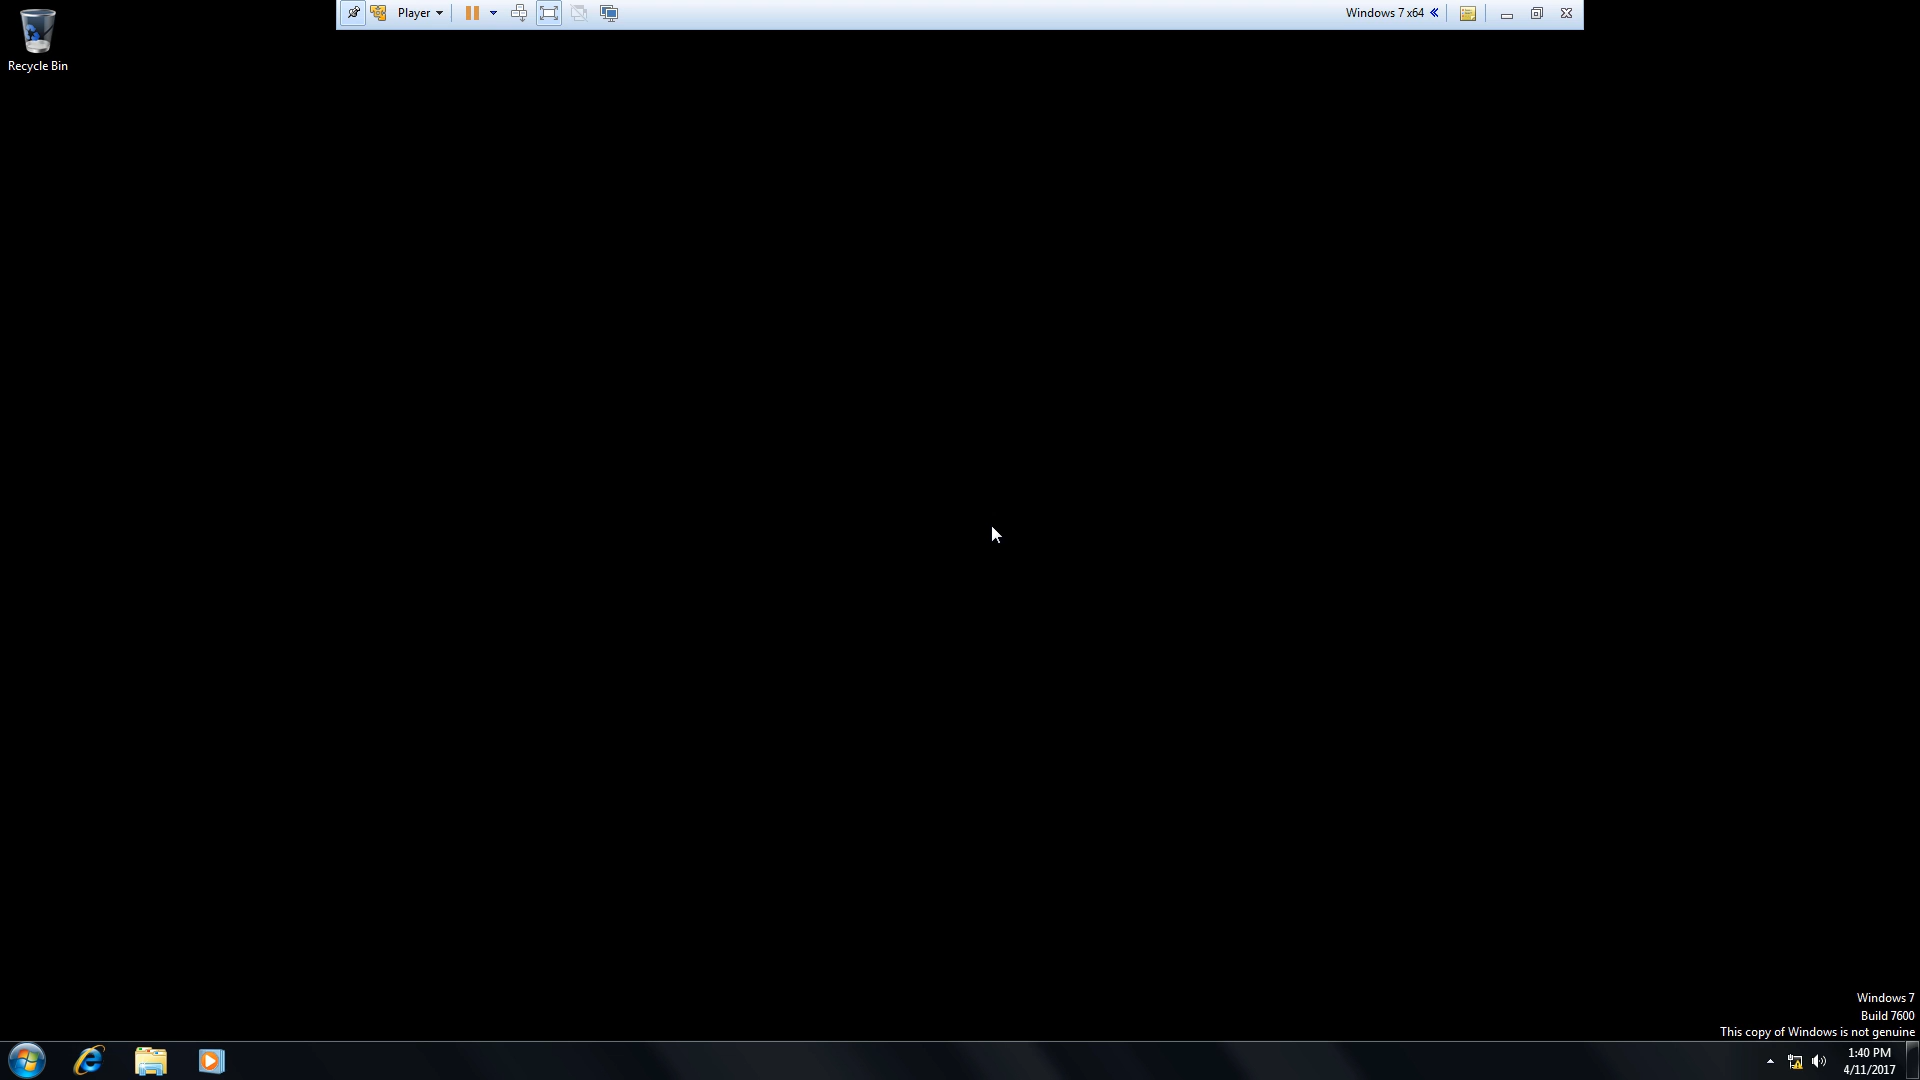 Player
Windows 7 x64
Recycle Bin
Windows 7
Build 7600
This copy of Windows is not genuine
1:40 PM
4/11/2017